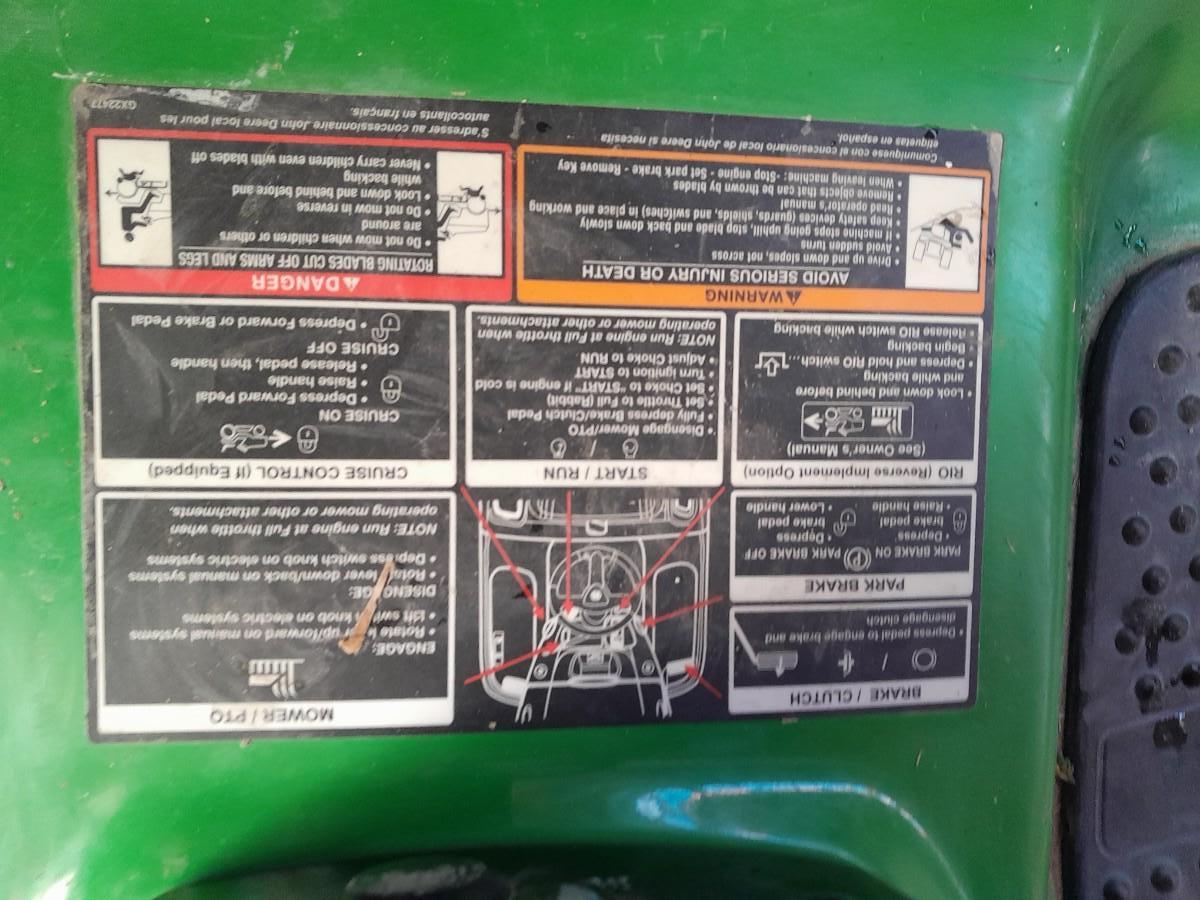 BRAKE / CLUTCH
/
• Depress to pedal to engage brake and
disengage clutch
PARK BRAKE
PARK BRAKE ON
• Depress
brake pedal
• Raise handle
P
PARK BRAKE OFF
• Depress
brake pedal
• Lower handle
MOWER / PTO
ENGAGE:
• Rotate lever up/forward on manual systems
• Lift switch knob on electric systems
DISENGAGE:
• Rotate lever down/back on manual systems
• Depress switch knob on electric systems
NOTE: Run engine at Full throttle when
operating mower or other attachments.
RIO (Reverse Implement Option)
(See Owner's Manual)
• Look down and behind before
and while backing
• Depress and hold RIO switch...
• Begin backing
• Release RIO switch while backing
START / RUN
/
• Disengage Mower/PTO
• Fully depress Brake/Clutch Pedal
• Set Throttle to Full (Rabbit)
• Set Choke to "START" if engine is cold
• Turn Ignition to START
• Adjust Choke to RUN
NOTE: Run engine at Full throttle when
operating mower or other attachments.
CRUISE CONTROL (If Equipped)
CRUISE ON
• Depress Forward Pedal
• Raise handle
• Release pedal, then handle
CRUISE OFF
• Depress Forward or Brake Pedal
WARNING
AVOID SERIOUS INJURY OR DEATH
• Drive up and down slopes, not across
• Avoid sudden turns
• If machine stops going uphill, stop blade and back down slowly
• Keep safety devices (guards, shields, and switches) in place and working
• Read operator's manual
• Remove objects that can be thrown by blades
• When leaving machine: -Stop engine - Set park brake - Remove Key
DANGER
ROTATING BLADES CUT OFF ARMS AND LEGS
• Do not mow when children or others
are around
• Do not mow in reverse
• Look down and behind before and
while backing
• Never carry children even with blades off
Comuniquese con el concesionario local de John Deere si necesita
etiquetas en español.
S'adresser au concessionnaire John Deere local pour les
autocollants en français.
GX22477